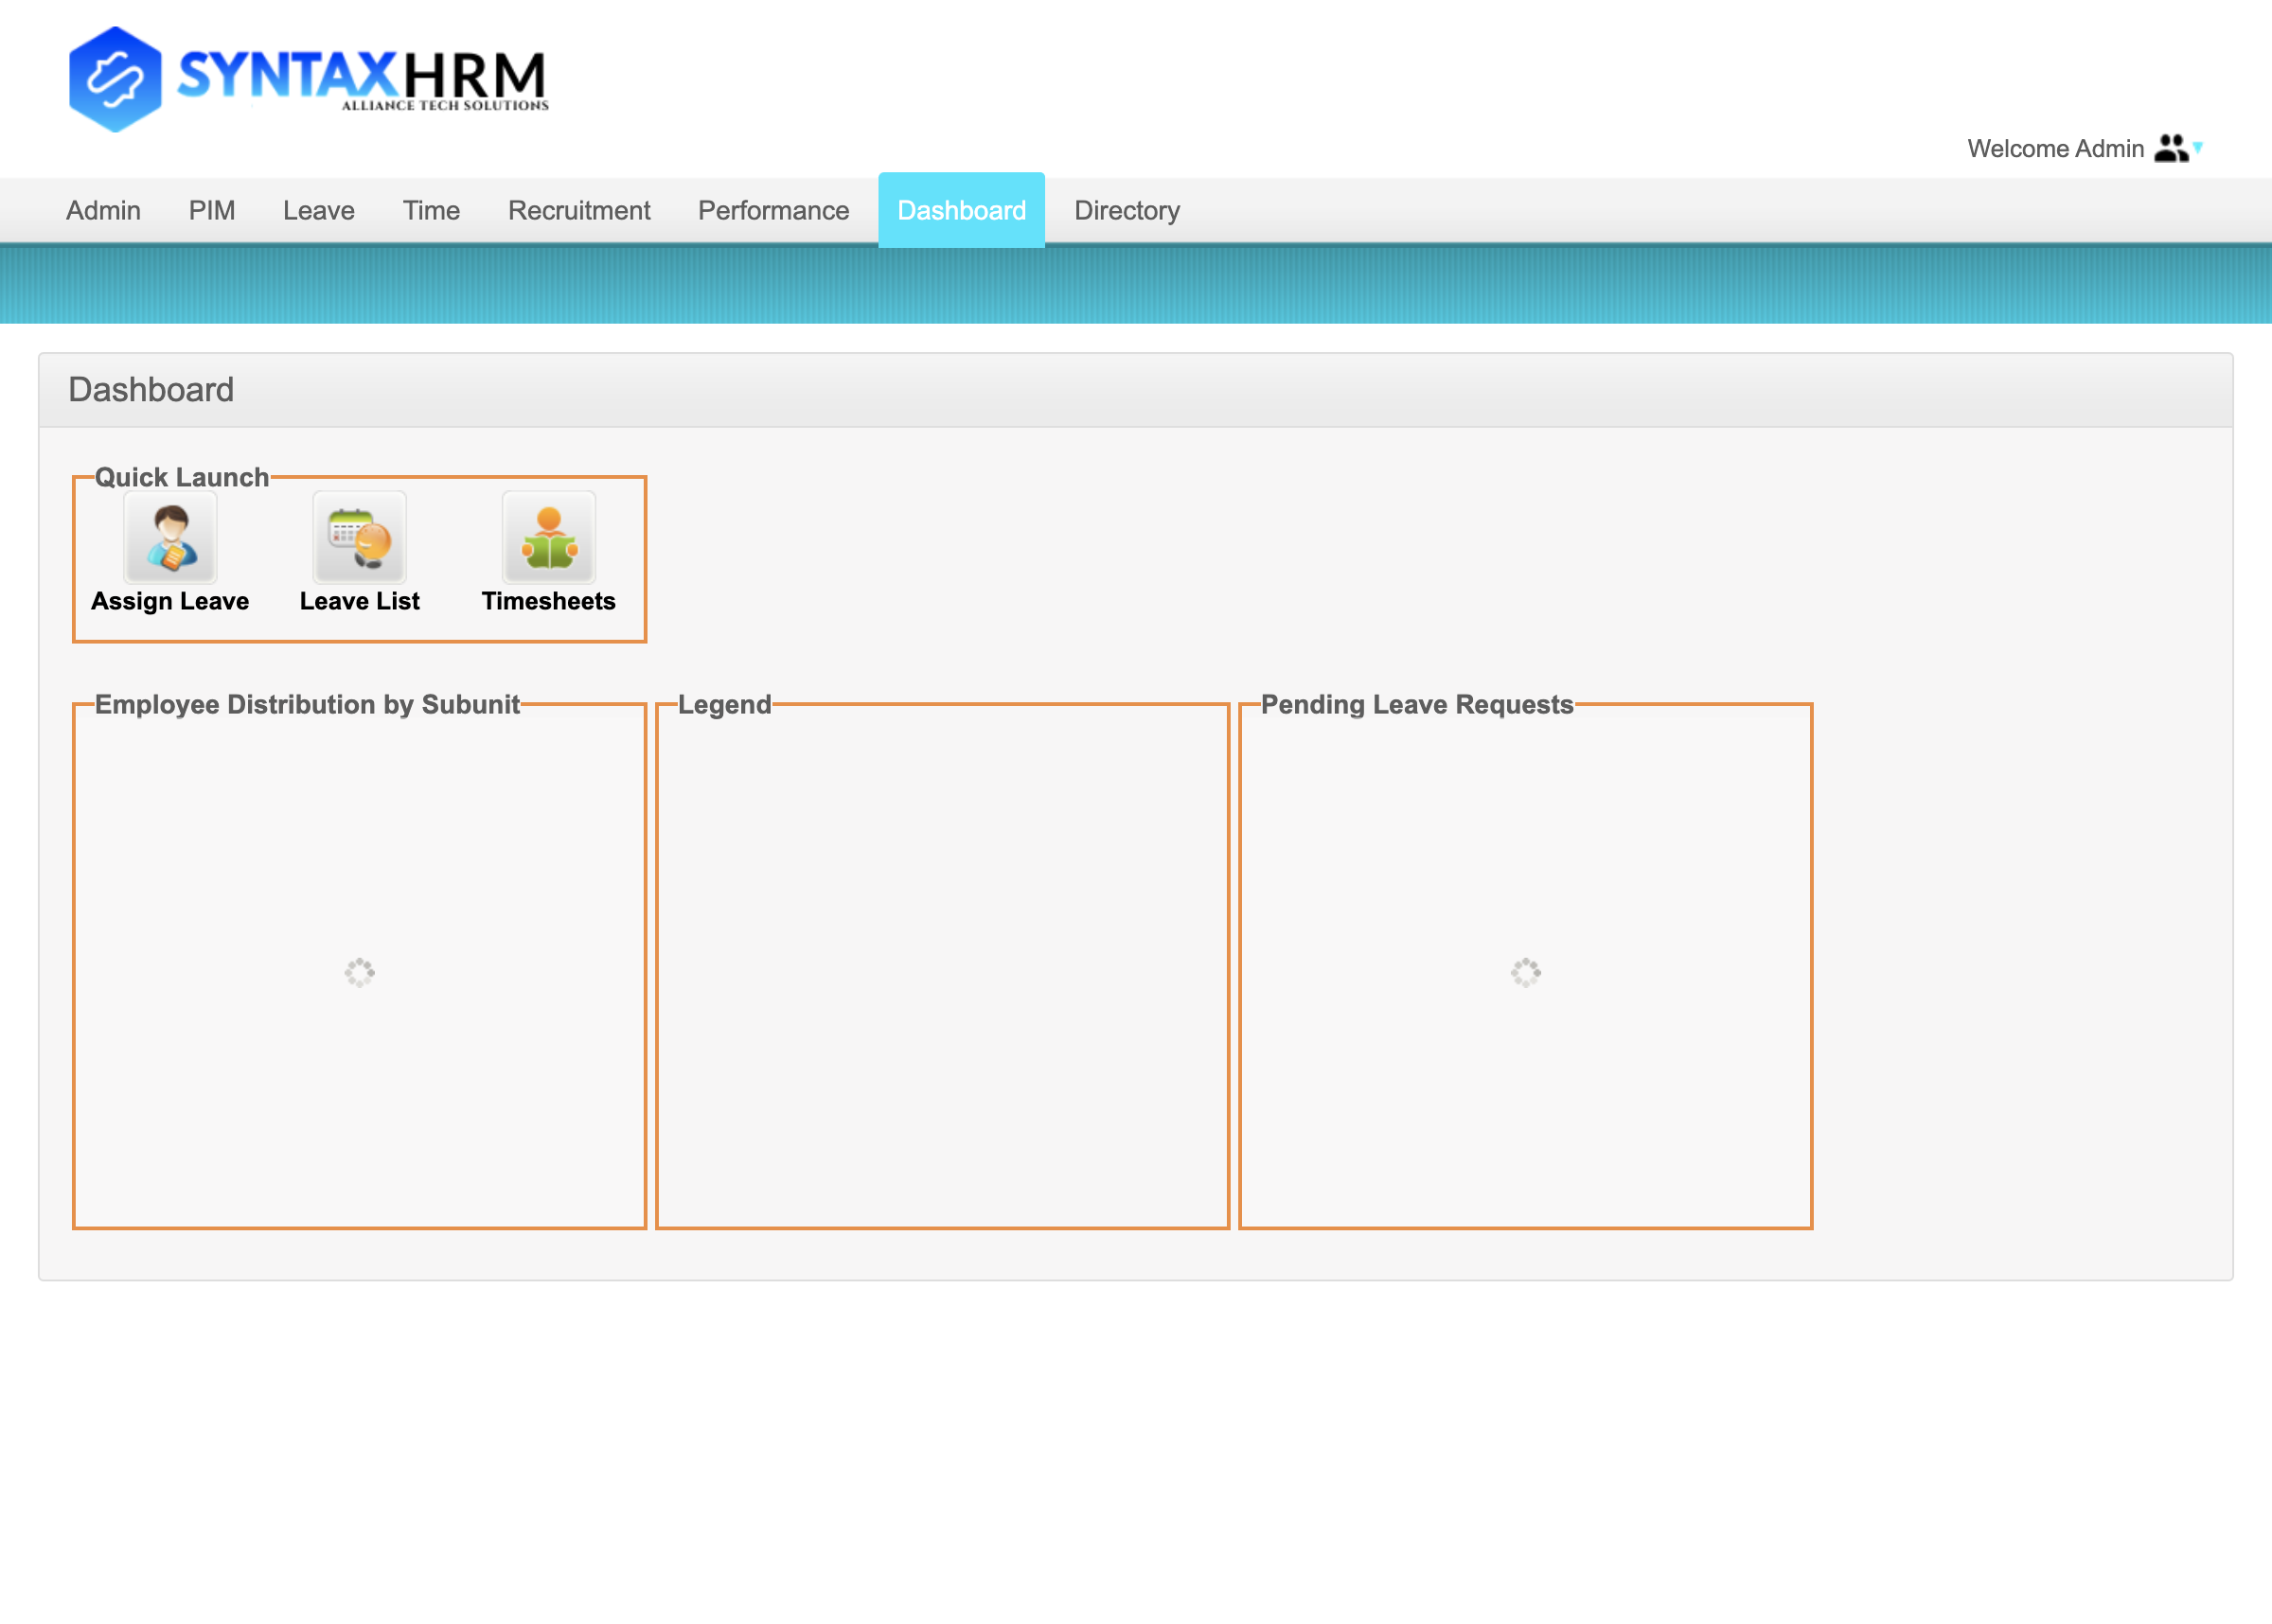 SYNTAXHRM
ALLIANCE TECH SOLUTIONS
Welcome Admin
Admin PIM Leave Time Recruitment Performance Dashboard Directory
Dashboard
Quick Launch
Assign Leave Leave List Timesheets
Employee Distribution by Subunit Legend Pending Leave Requests